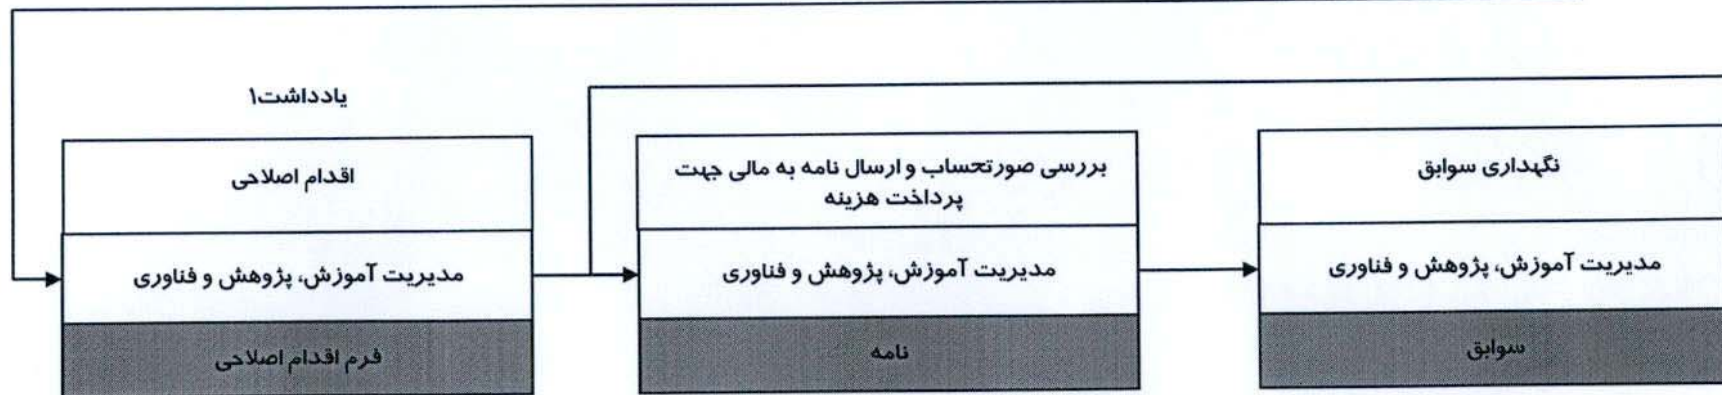 یادداشت۱
اقدام اصلاحی
مدیریت آموزش، پژوهش و فناوری
فرم اقدام اصلاحی
بررسی صورتحساب و ارسال نامه به مالی جهت
پرداخت هزینه
مدیریت آموزش، پژوهش و فناوری
نامه
نگهداری سوابق
مدیریت آموزش، پژوهش و فناوری
سوابق